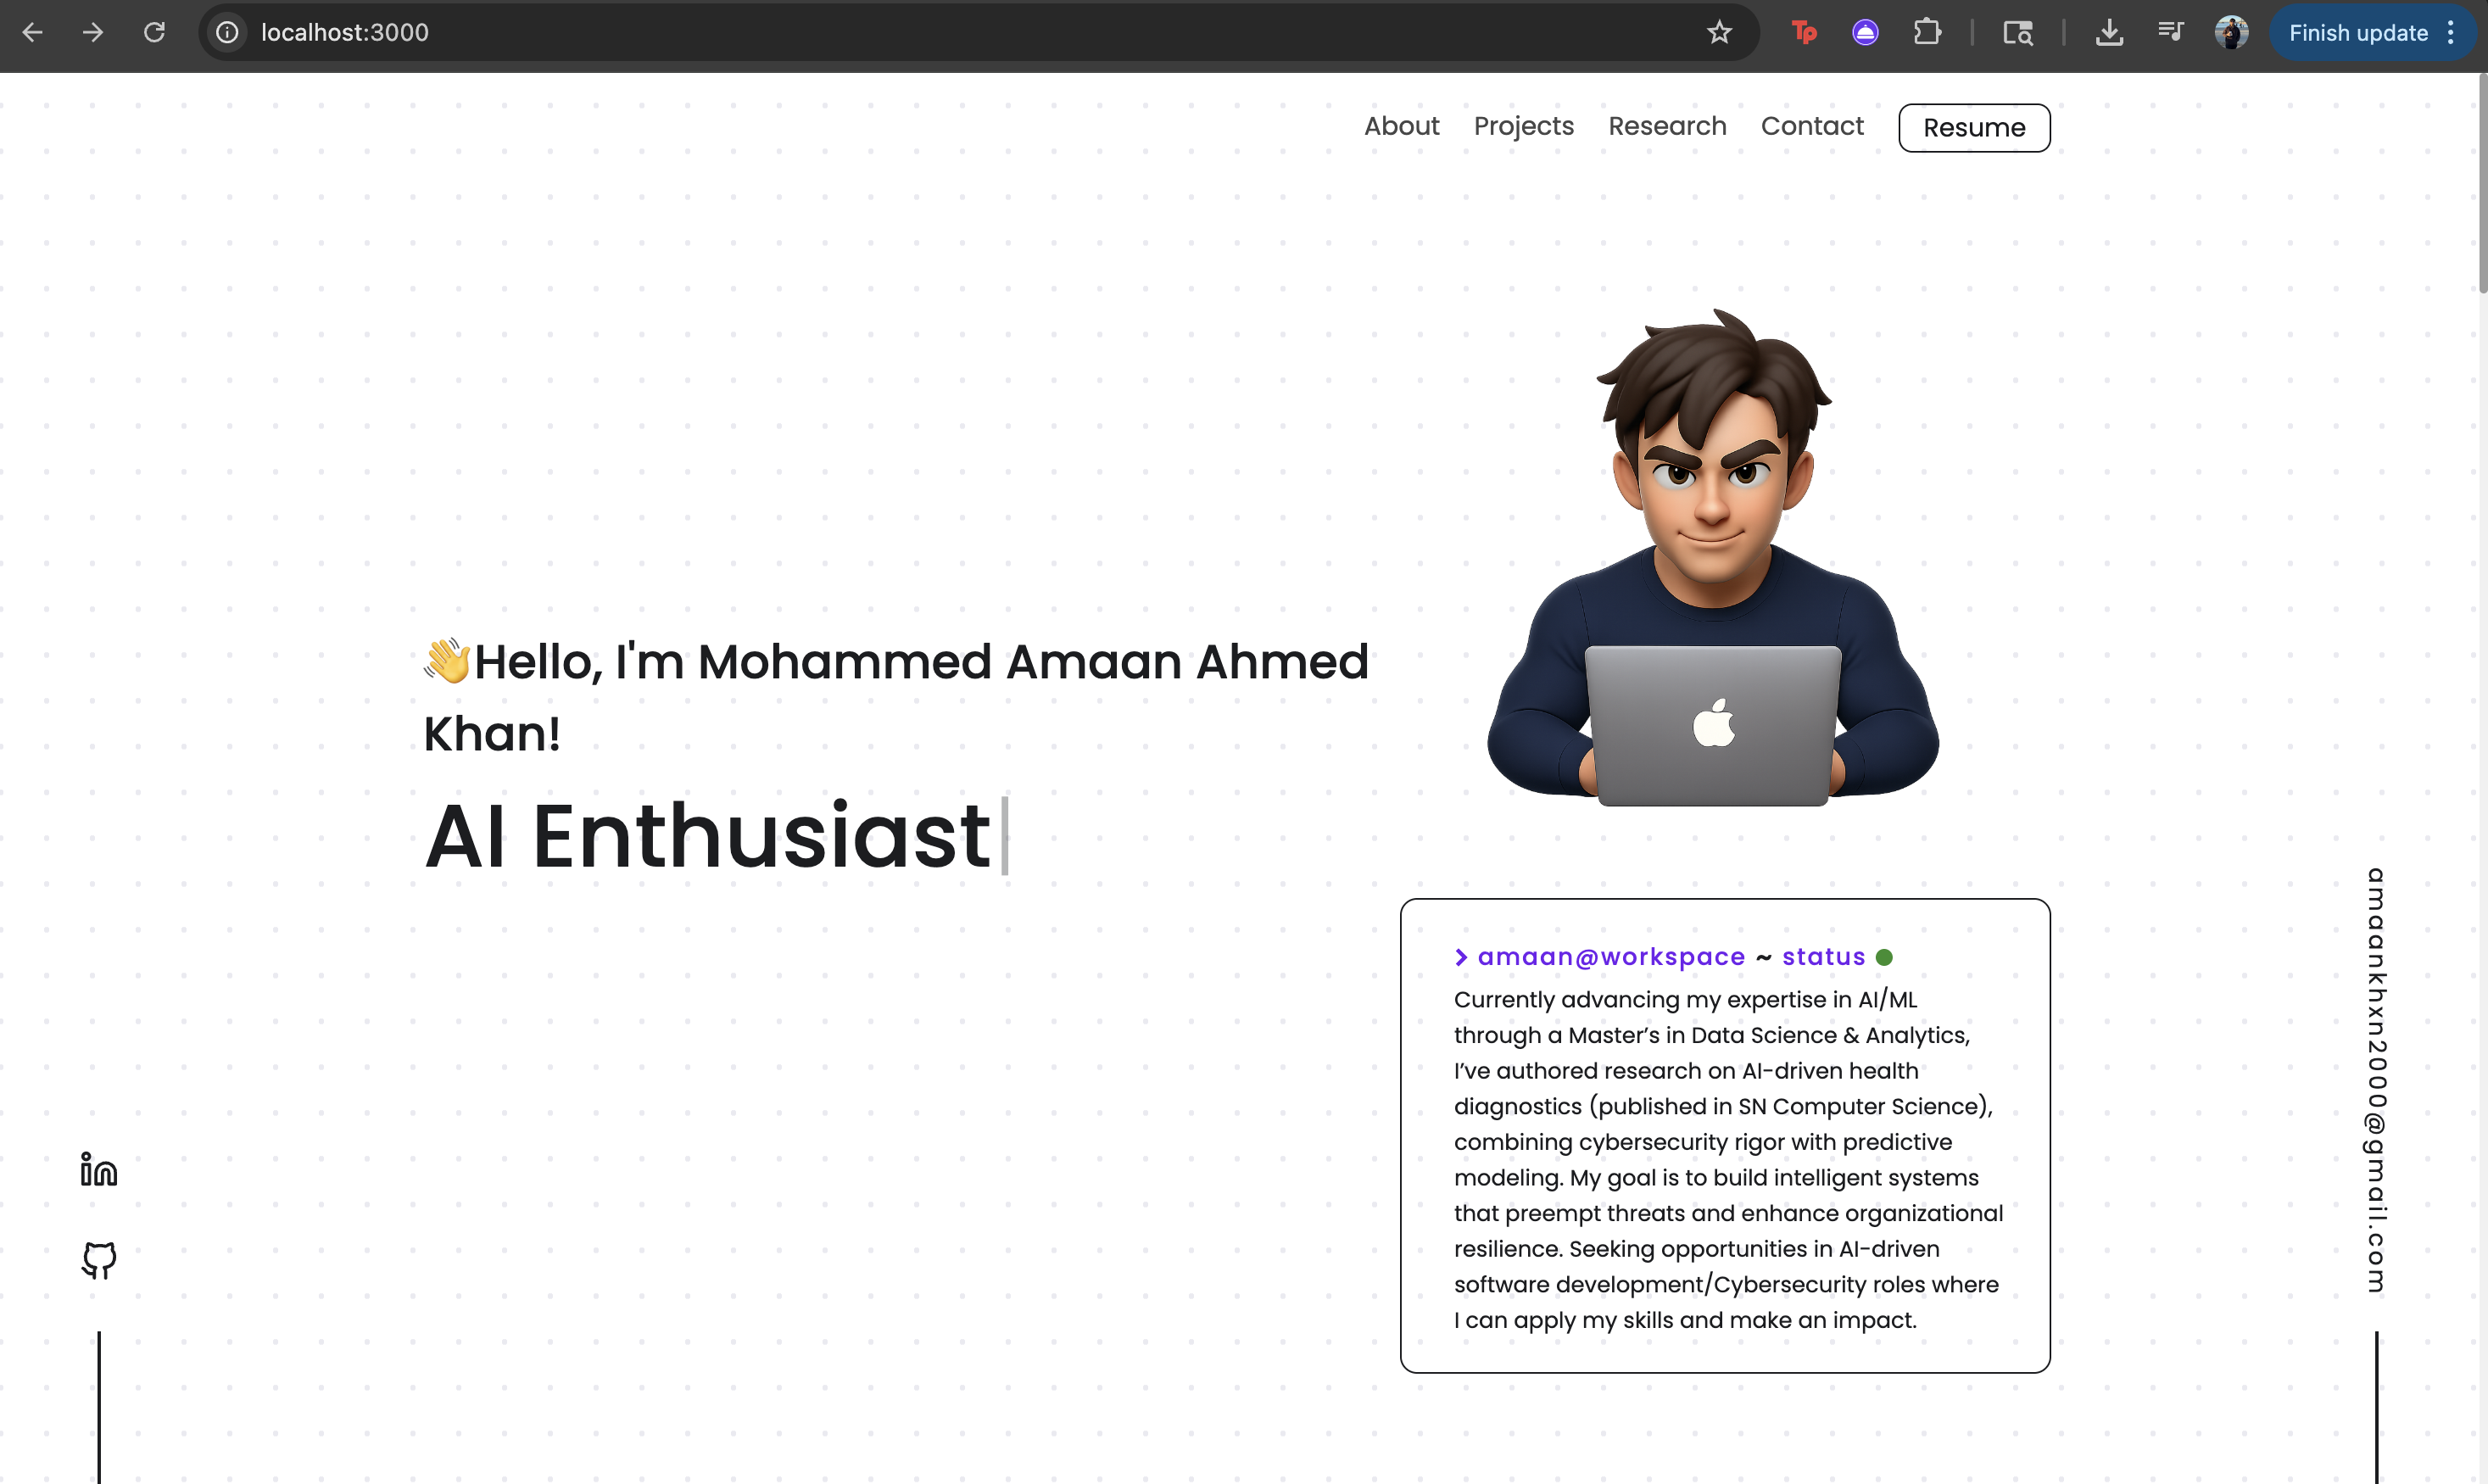 localhost:3000
Tp
Finish update
About Projects Research Contact Resume
👋Hello, I'm Mohammed Amaan Ahmed
Khan!
AI Enthusiast
> amaan@workspace ~ status
Currently advancing my expertise in AI/ML
through a Master’s in Data Science & Analytics,
I’ve authored research on AI-driven health
diagnostics (published in SN Computer Science),
combining cybersecurity rigor with predictive
modeling. My goal is to build intelligent systems
that preempt threats and enhance organizational
resilience. Seeking opportunities in AI-driven
software development/Cybersecurity roles where
I can apply my skills and make an impact.
in
amaankhxn2000@gmail.com